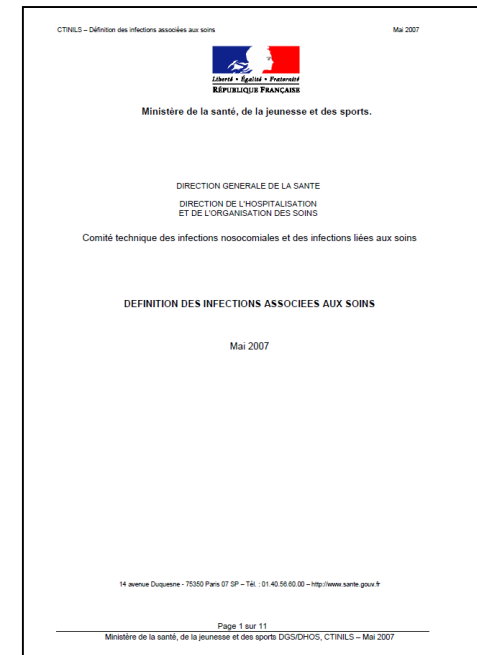 CTINILS – Définition des infections associées aux soins Mai 2007
Liberté • Égalité • Fraternité
RÉPUBLIQUE FRANÇAISE
Ministère de la santé, de la jeunesse et des sports.
DIRECTION GENERALE DE LA SANTE
DIRECTION DE L'HOSPITALISATION
ET DE L'ORGANISATION DES SOINS
Comité technique des infections nosocomiales et des infections liées aux soins
DEFINITION DES INFECTIONS ASSOCIEES AUX SOINS
Mai 2007
14 avenue Duquesne - 75350 Paris 07 SP – Tél. : 01.40.56.60.00 – http://www.sante.gouv.fr
Page 1 sur 11
Ministère de la santé, de la jeunesse et des sports DGS/DHOS, CTINILS – Mai 2007